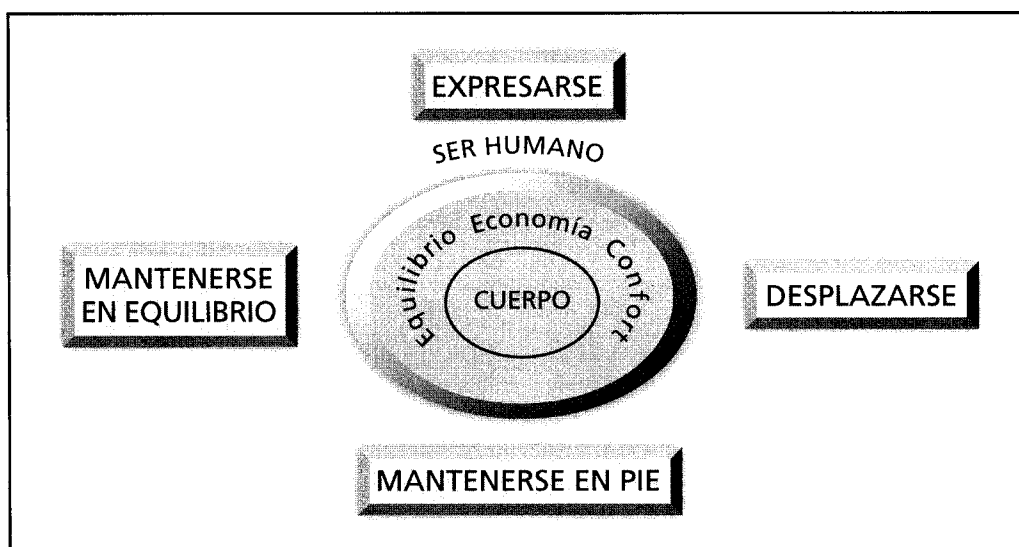 EXPRESARSE
SER HUMANO
Equilibrio Economía Confort
CUERPO
MANTENERSE
EN EQUILIBRIO
DESPLAZARSE
MANTENERSE EN PIE